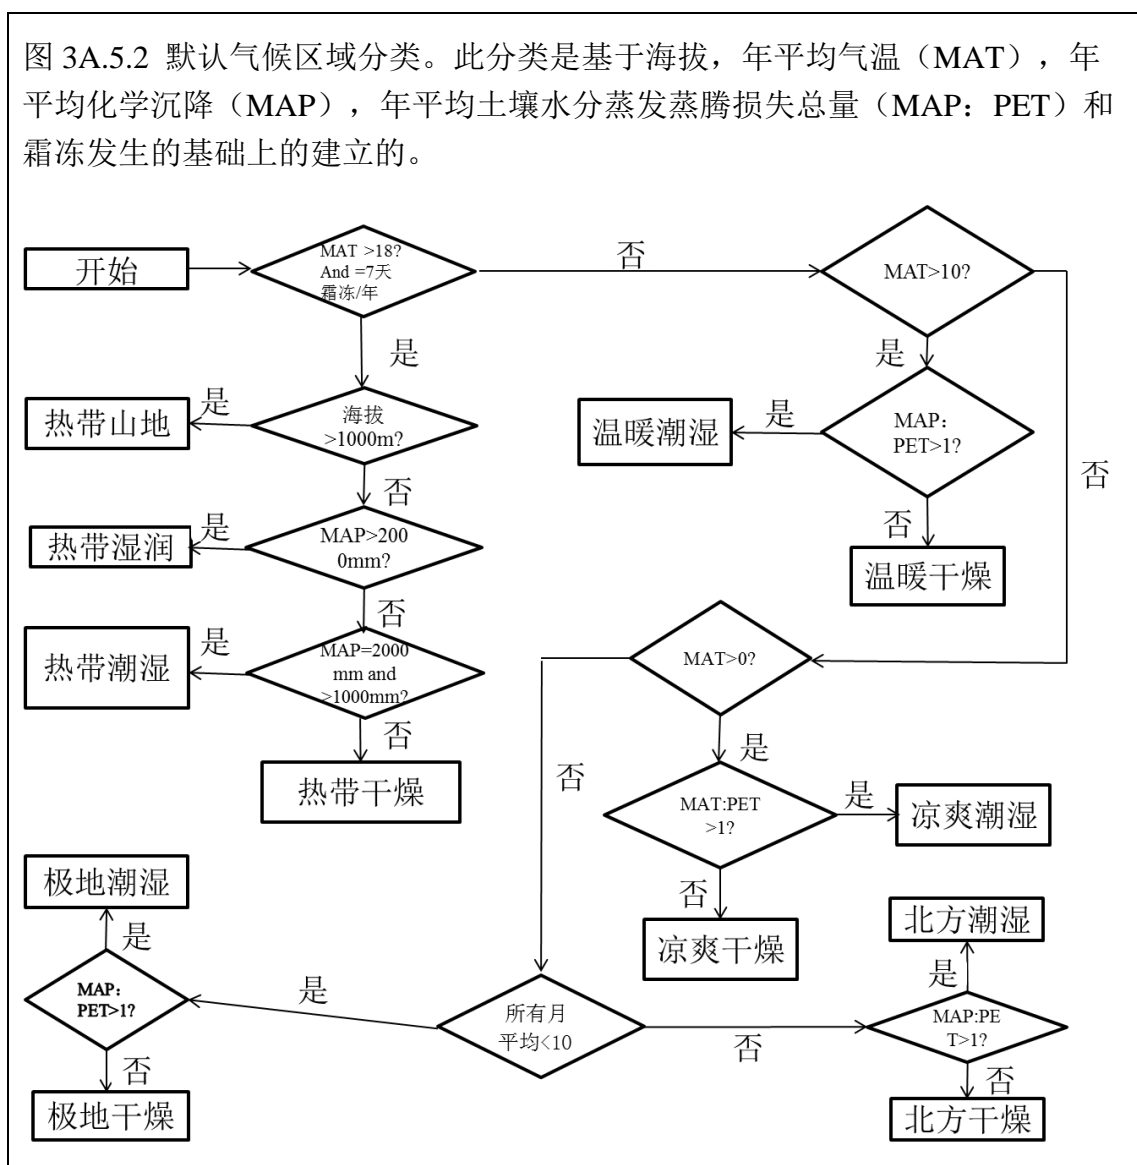 图 3A.5.2 默认气候区域分类。此分类是基于海拔，年平均气温（MAT），年
平均化学沉降（MAP），年平均土壤水分蒸发蒸腾损失总量（MAP：PET）和
霜冻发生的基础上的建立的。
开始
MAT >18?
And =7天
霜冻/年
否
MAT>10?
是
是
热带山地
是
海拔
>1000m?
温暖潮湿
是
MAP：
PET>1?
否
否
否
热带湿润
是
MAP>200
0mm?
温暖干燥
否
热带潮湿
是
MAP=2000
mm and
>1000mm?
MAT>0?
否
是
热带干燥
否
MAT:PET
>1?
是
凉爽潮湿
极地潮湿
否
北方潮湿
是
凉爽干燥
是
MAP：
PET>1?
是
所有月
平均<10
否
MAP:PE
T>1?
否
否
极地干燥
北方干燥